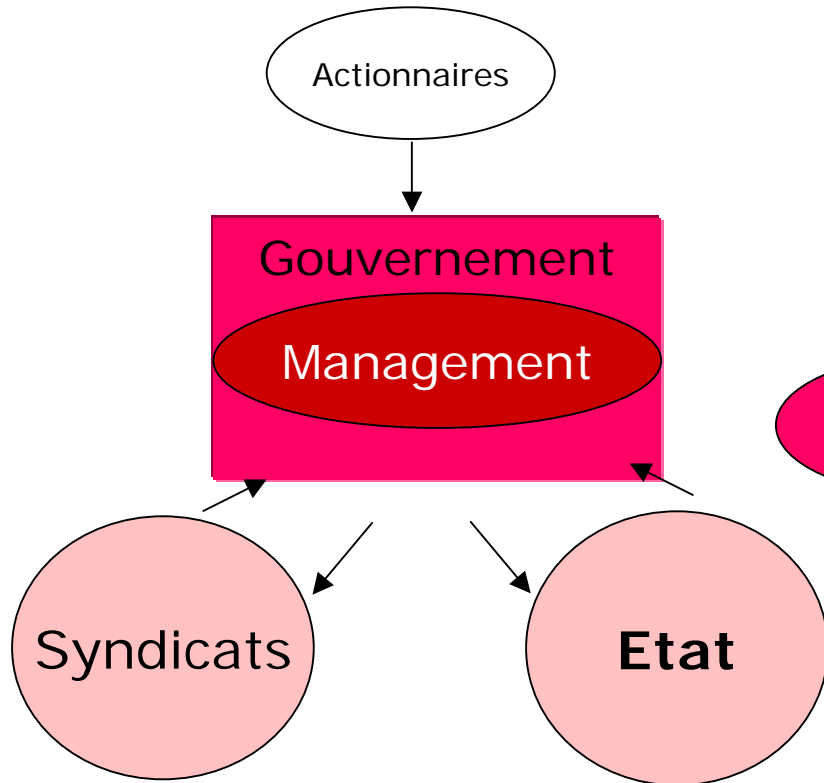 Actionnaires
Gouvernement
Management
Syndicats
Etat